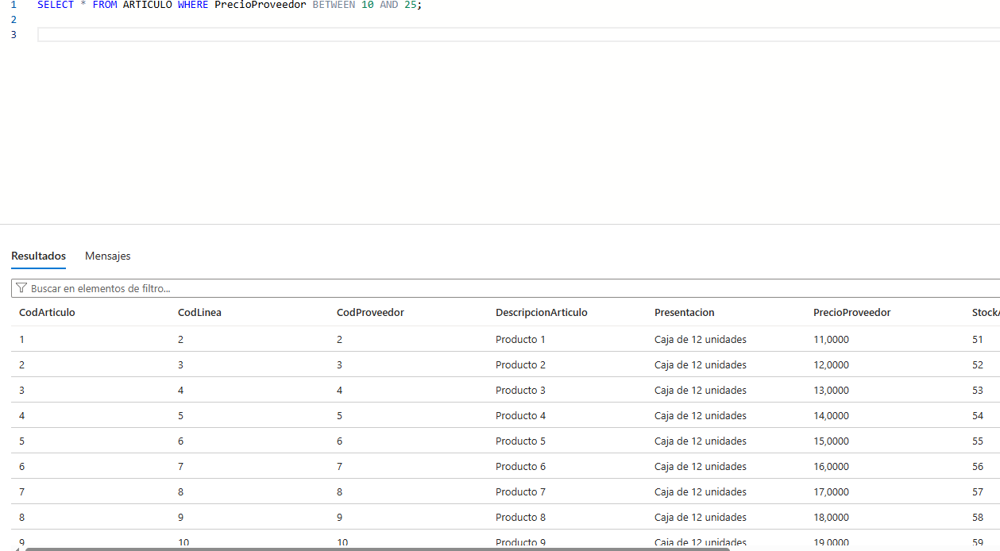 1 SELECT * FROM ARTICULO WHERE PrecioProveedor BETWEEN 10 AND 25;
2
3
Resultados Mensajes
Buscar en elementos de filtro...
CodArticulo CodLinea CodProveedor DescripcionArticulo Presentacion PrecioProveedor StockA
1 2 2 Producto 1 Caja de 12 unidades 11,0000 51
2 3 3 Producto 2 Caja de 12 unidades 12,0000 52
3 4 4 Producto 3 Caja de 12 unidades 13,0000 53
4 5 5 Producto 4 Caja de 12 unidades 14,0000 54
5 6 6 Producto 5 Caja de 12 unidades 15,0000 55
6 7 7 Producto 6 Caja de 12 unidades 16,0000 56
7 8 8 Producto 7 Caja de 12 unidades 17,0000 57
8 9 9 Producto 8 Caja de 12 unidades 18,0000 58
9 10 10 Producto 9 Caja de 12 unidades 19,0000 59